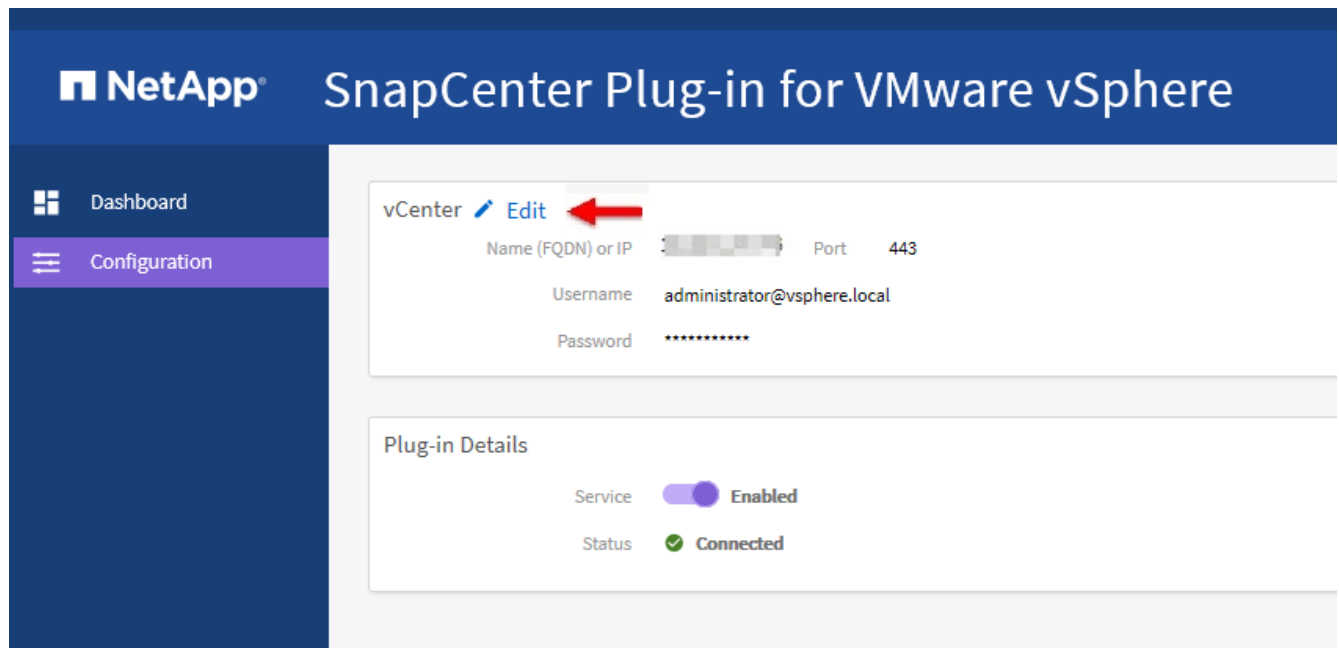 NetApp® SnapCenter Plug-in for VMware vSphere
Dashboard
Configuration
vCenter Edit
Name (FQDN) or IP Port 443
Username administrator@vsphere.local
Password ***********
Plug-in Details
Service Enabled
Status Connected